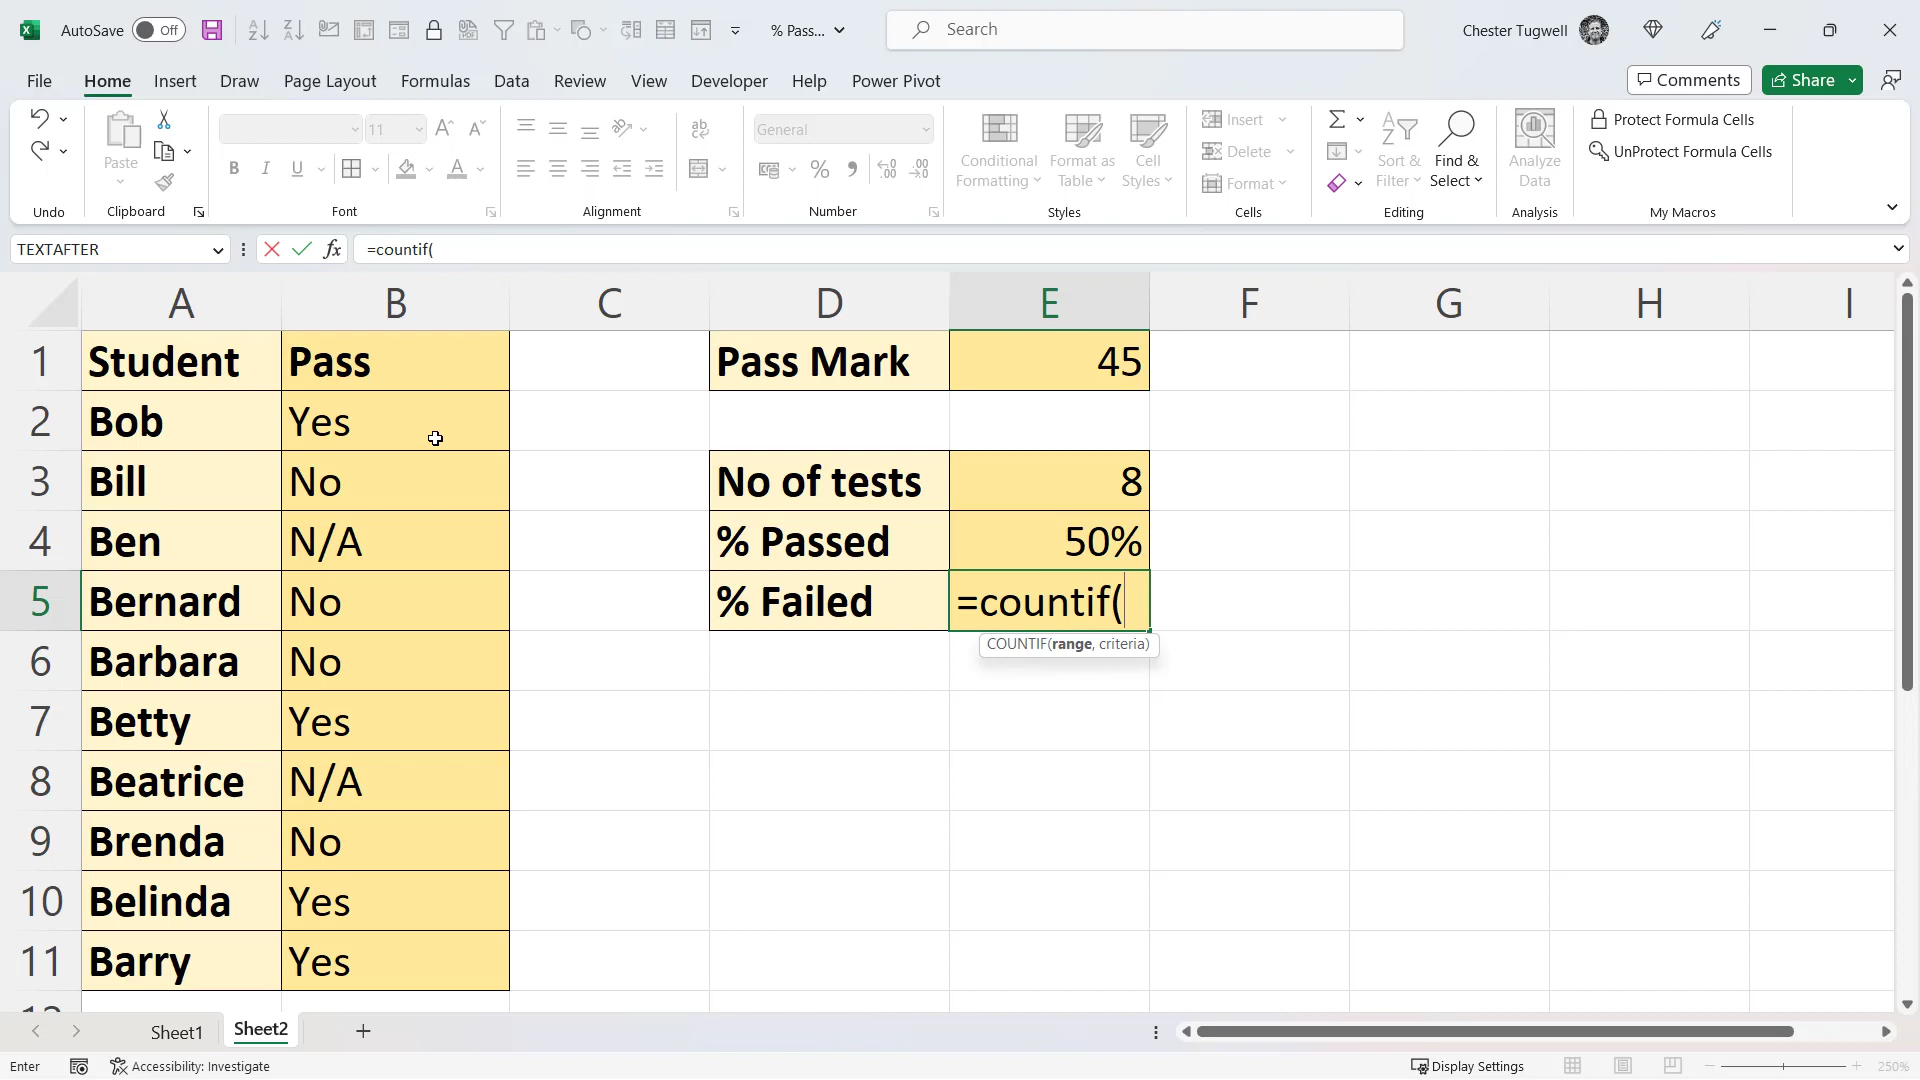 AutoSave Off % Pass... Search Chester Tugwell
File Home Insert Draw Page Layout Formulas Data Review View Developer Help Power Pivot Comments Share
Paste
Undo
Clipboard
11
B I U
Font
ab
Alignment
General
% 9
Number
Conditional Formatting
Format as Table
Cell Styles
Styles
Insert
Delete
Format
Cells
Sort & Filter
Find & Select
Editing
Analyze Data
Analysis
Protect Formula Cells
UnProtect Formula Cells
My Macros
TEXTAFTER fx =countif(
A B C D E F G H I
1 Student Pass Pass Mark 45
2 Bob Yes
3 Bill No No of tests 8
4 Ben N/A % Passed 50%
5 Bernard No % Failed =countif(
COUNTIF(range, criteria)
6 Barbara No
7 Betty Yes
8 Beatrice N/A
9 Brenda No
10 Belinda Yes
11 Barry Yes
Sheet1 Sheet2
Enter Accessibility: Investigate Display Settings 250%